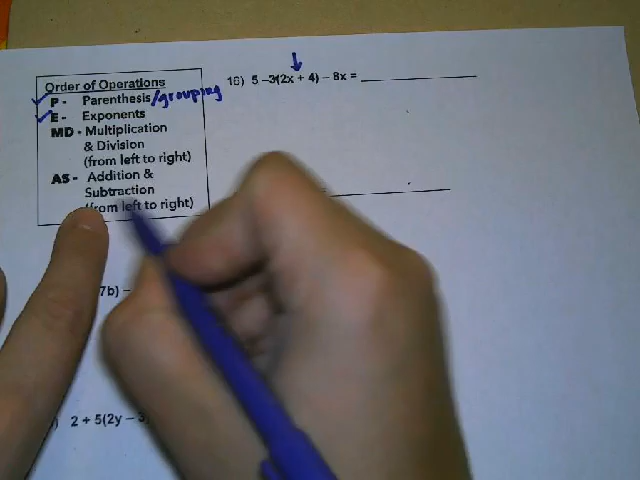 Order of Operations
P - Parenthesis/grouping
E - Exponents
MD - Multiplication
& Division
(from left to right)
AS - Addition &
Subtraction
(from left to right)
16) 5 –3(2x + 4) – 8x = ____________
7b) –
) 2 + 5(2y – 3